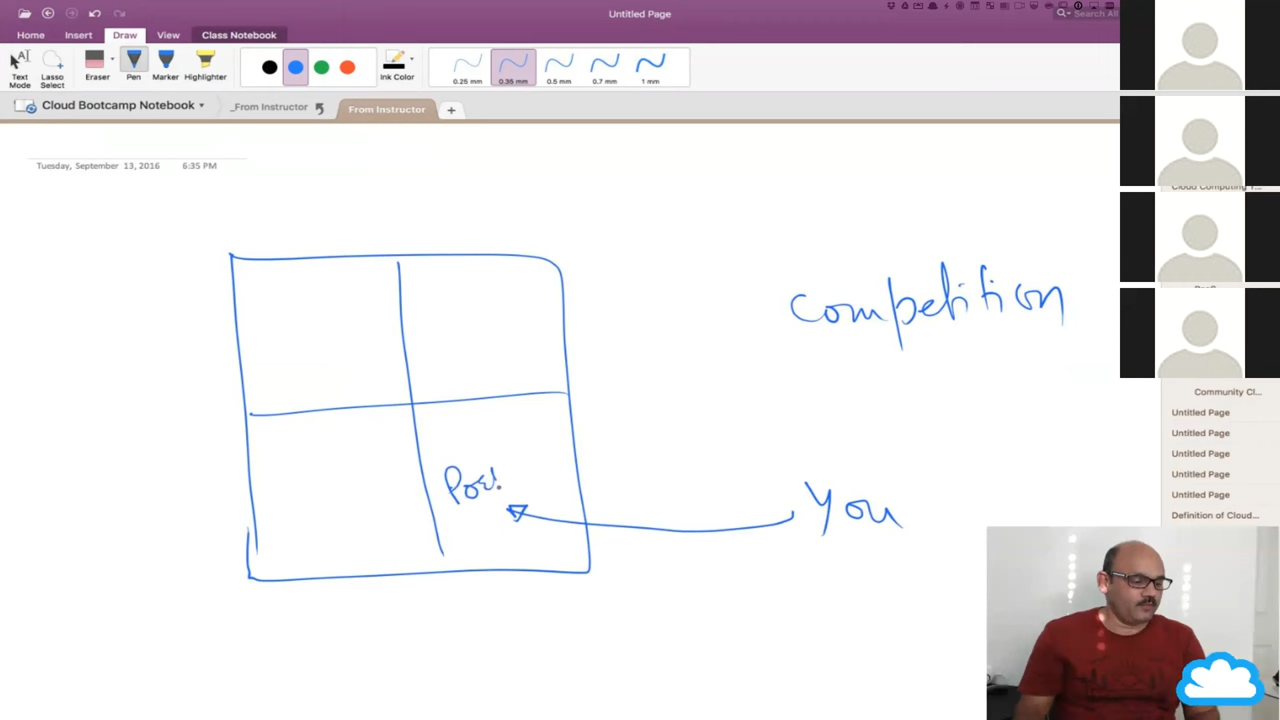 Untitled Page
Home Insert Draw View Class Notebook
Search All
Text Mode
Lasso Select
Eraser
Pen
Marker
Highlighter
Ink Color
0.25 mm
0.35 mm
0.5 mm
0.7 mm
1 mm
Cloud Bootcamp Notebook
_From Instructor
From Instructor
+
Tuesday, September 13, 2016 6:35 PM
competition
You
Community Cl...
Untitled Page
Untitled Page
Untitled Page
Untitled Page
Untitled Page
Definition of Cloud...